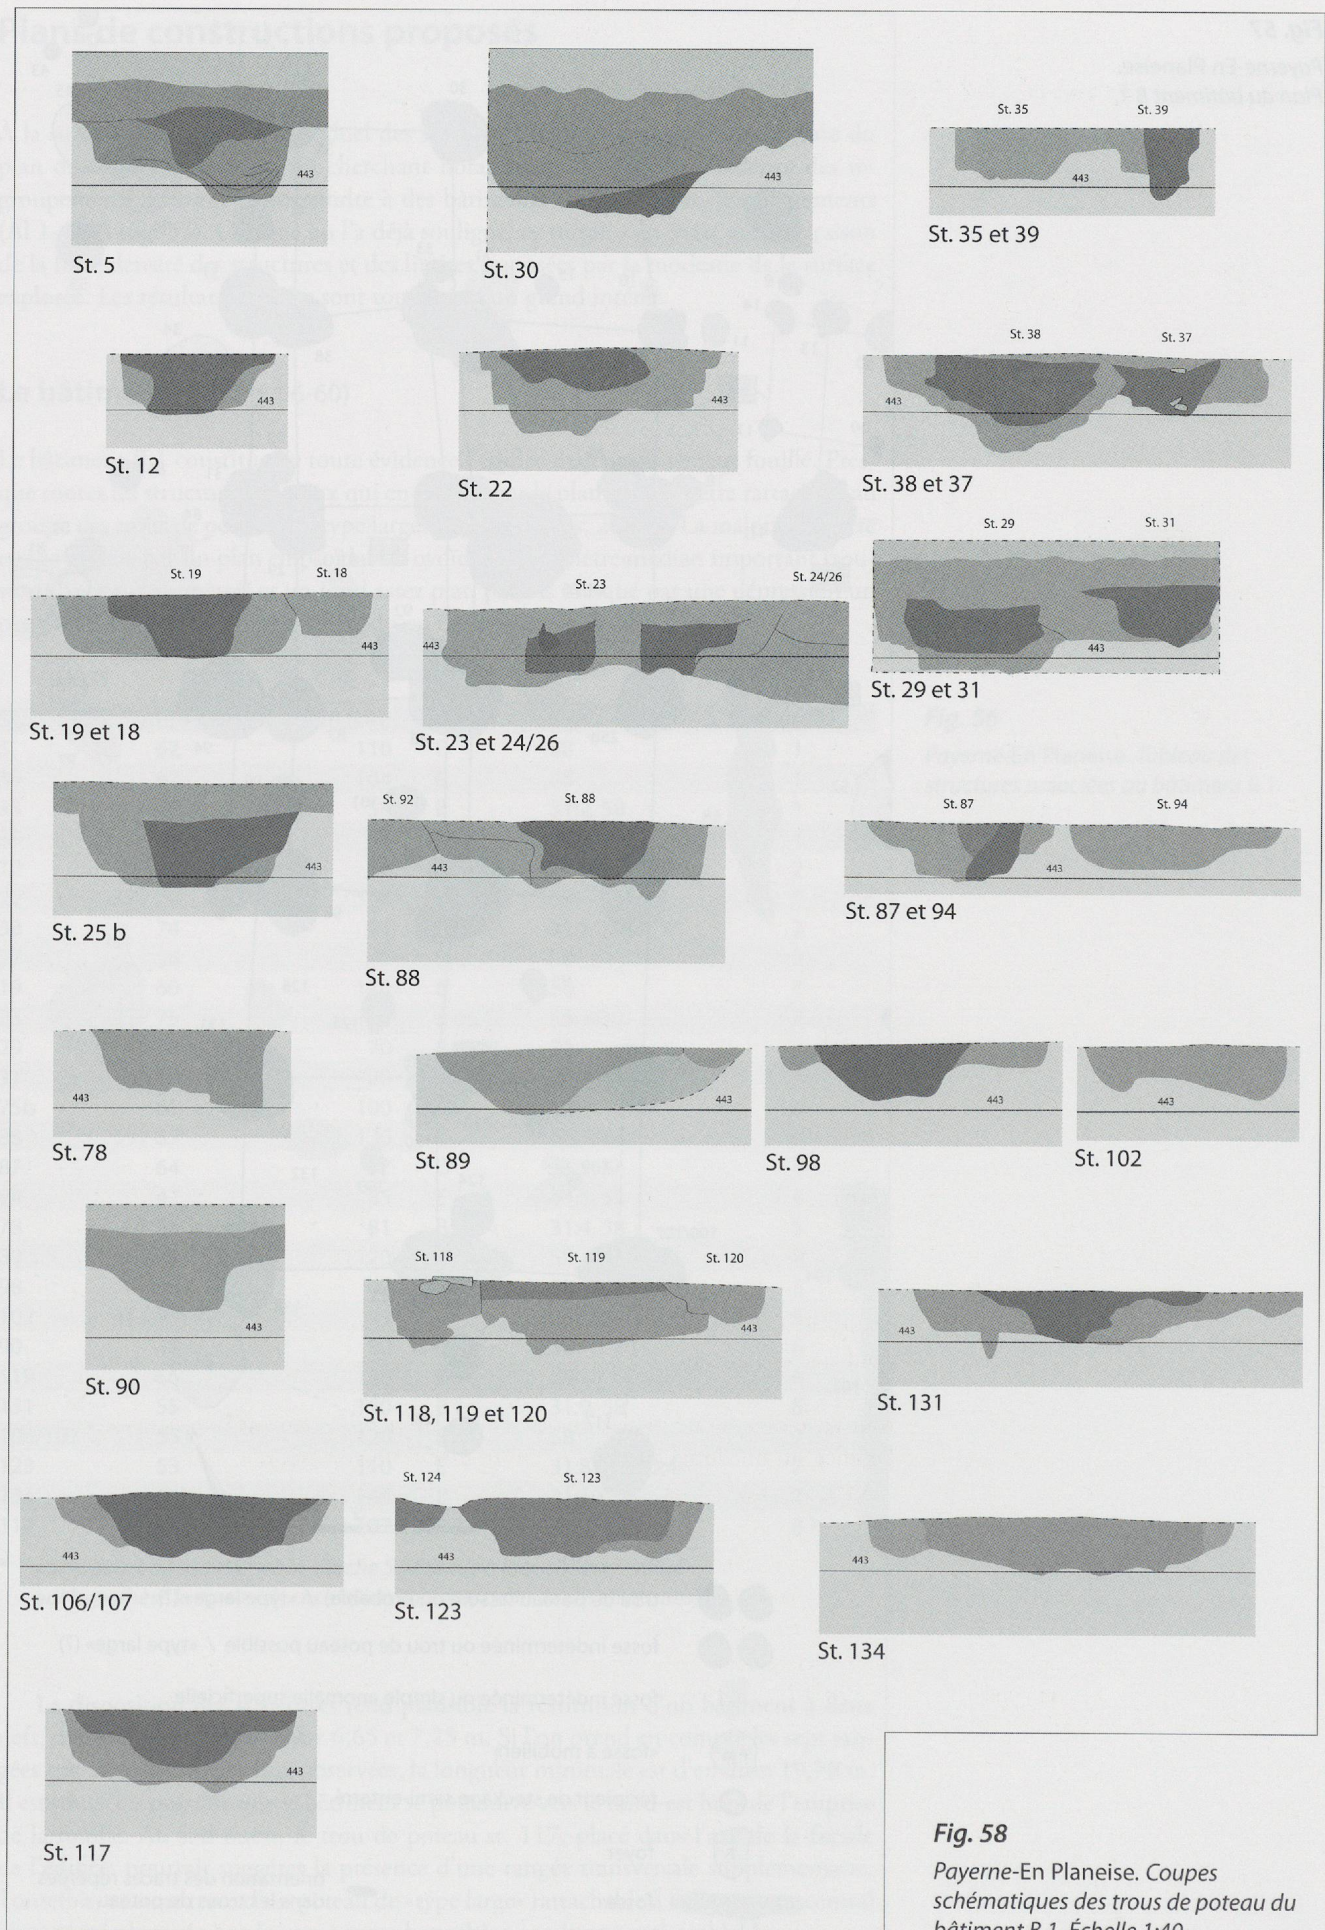 443
St. 5
443
St. 30
St. 35 St. 39
443
St. 35 et 39
443
St. 12
443
St. 22
St. 38 St. 37
443
443
St. 38 et 37
St. 19 St. 18
443
St. 19 et 18
St. 23 St. 24/26
443
443
St. 23 et 24/26
St. 29 St. 31
443
St. 29 et 31
443
St. 25 b
St. 92 St. 88
443
St. 88
St. 87 St. 94
443
St. 87 et 94
443
St. 78
443
St. 89
443
St. 98
443
St. 102
443
St. 90
St. 118 St. 119 St. 120
443
St. 118, 119 et 120
443
St. 131
443
St. 106/107
St. 124 St. 123
443
St. 123
443
St. 134
443
St. 117
Fig. 58
Payerne-En Planeise. Coupes
schématiques des trous de poteau du
bâtiment B 1. Échelle 1:40